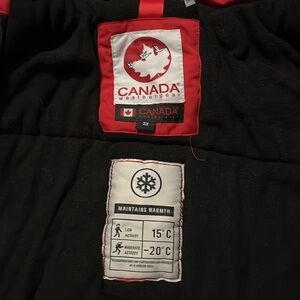 CANADA
weathergear
CANADA
2X
MAINTAINS WARMTH
LOW
ACTIVITY
15°C
MODERATE
ACTIVITY
-20°C